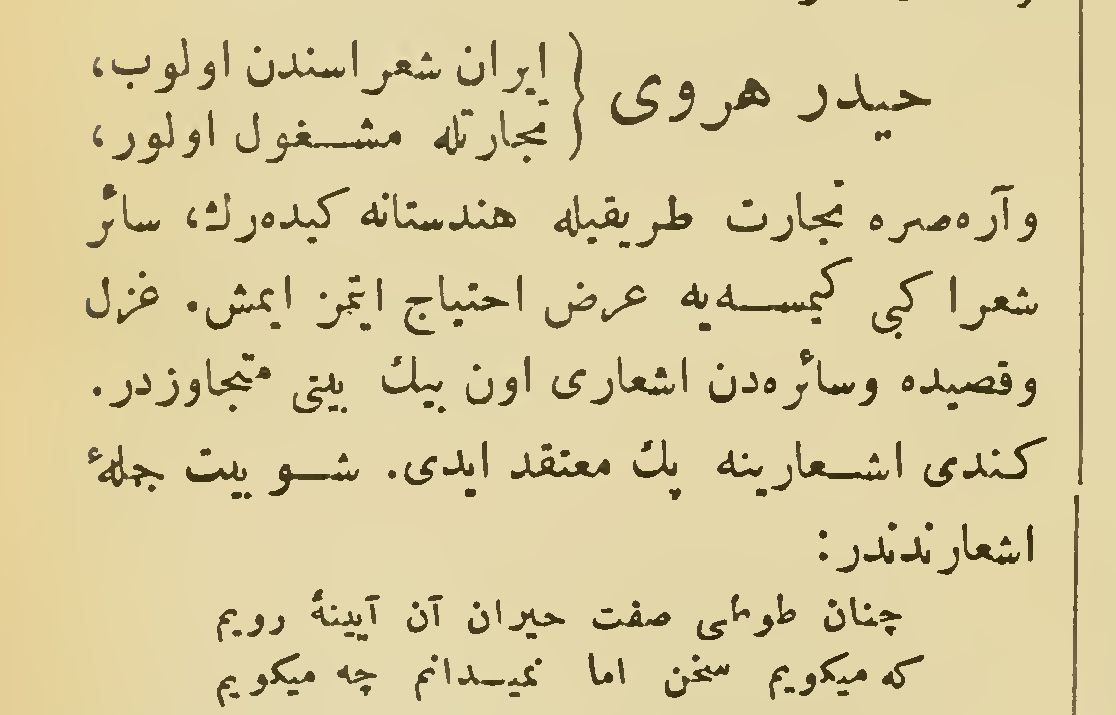 حیدر هروی { ایران شعراسندن اولوب،
تجارتله مشغول اولور،
وآره‌صره تجارت طریقیله هندستانه کیده‌رك، سائر
شعرا کبی کیمسه‌یه عرض احتیاج ایتمز ایمش. غزل
وقصیده وسائره‌دن اشعاری اون بیك بیتی متجاوزدر.
کندی اشعارینه پك معتقد ایدی. شو بیت جملهٔ
اشعارندندر:
چنان طوطی صفت حیران آن آیینهٔ رویم
که میکویم سخن اما نمیدانم چه میکویم